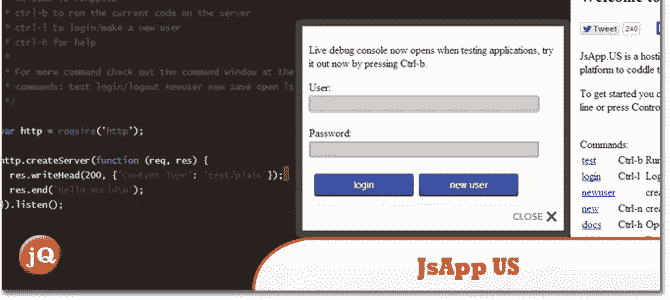 * ctrl-b to run the current code on the server
* ctrl-l to login/make a new user
* ctrl-h for help
*
* For more command check out the command window at the
* commands: test login/logout newuser new save open ls
*/
var http = require('http');
http.createServer(function (req, res) {
res.writeHead(200, {'Content-Type': 'text/plain'});
res.end('Hello World\n');
}).listen();
Live debug console now opens when testing applications, try
it out now by pressing Ctrl-b.
User:
Password:
login
new user
CLOSE X
Welcome to
Tweet 240
JsApp.US is a hosti
platform to coddle t
To get started you c
line or press Contro
Commands:
test Ctrl-b Run
login Ctrl-l Log
newuser crea
new Ctrl-n crea
docs Ctrl-h Ope
jQ
JsApp US